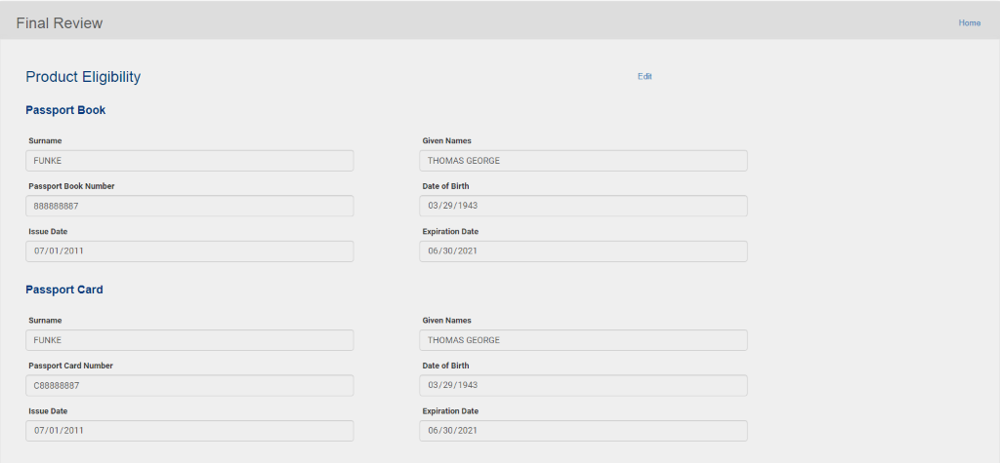 Final Review
Home
Product Eligibility
Edit
Passport Book
Surname
Given Names
FUNKE
THOMAS GEORGE
Passport Book Number
Date of Birth
888888887
03/29/1943
Issue Date
Expiration Date
07/01/2011
06/30/2021
Passport Card
Surname
Given Names
FUNKE
THOMAS GEORGE
Passport Card Number
Date of Birth
C88888887
03/29/1943
Issue Date
Expiration Date
07/01/2011
06/30/2021